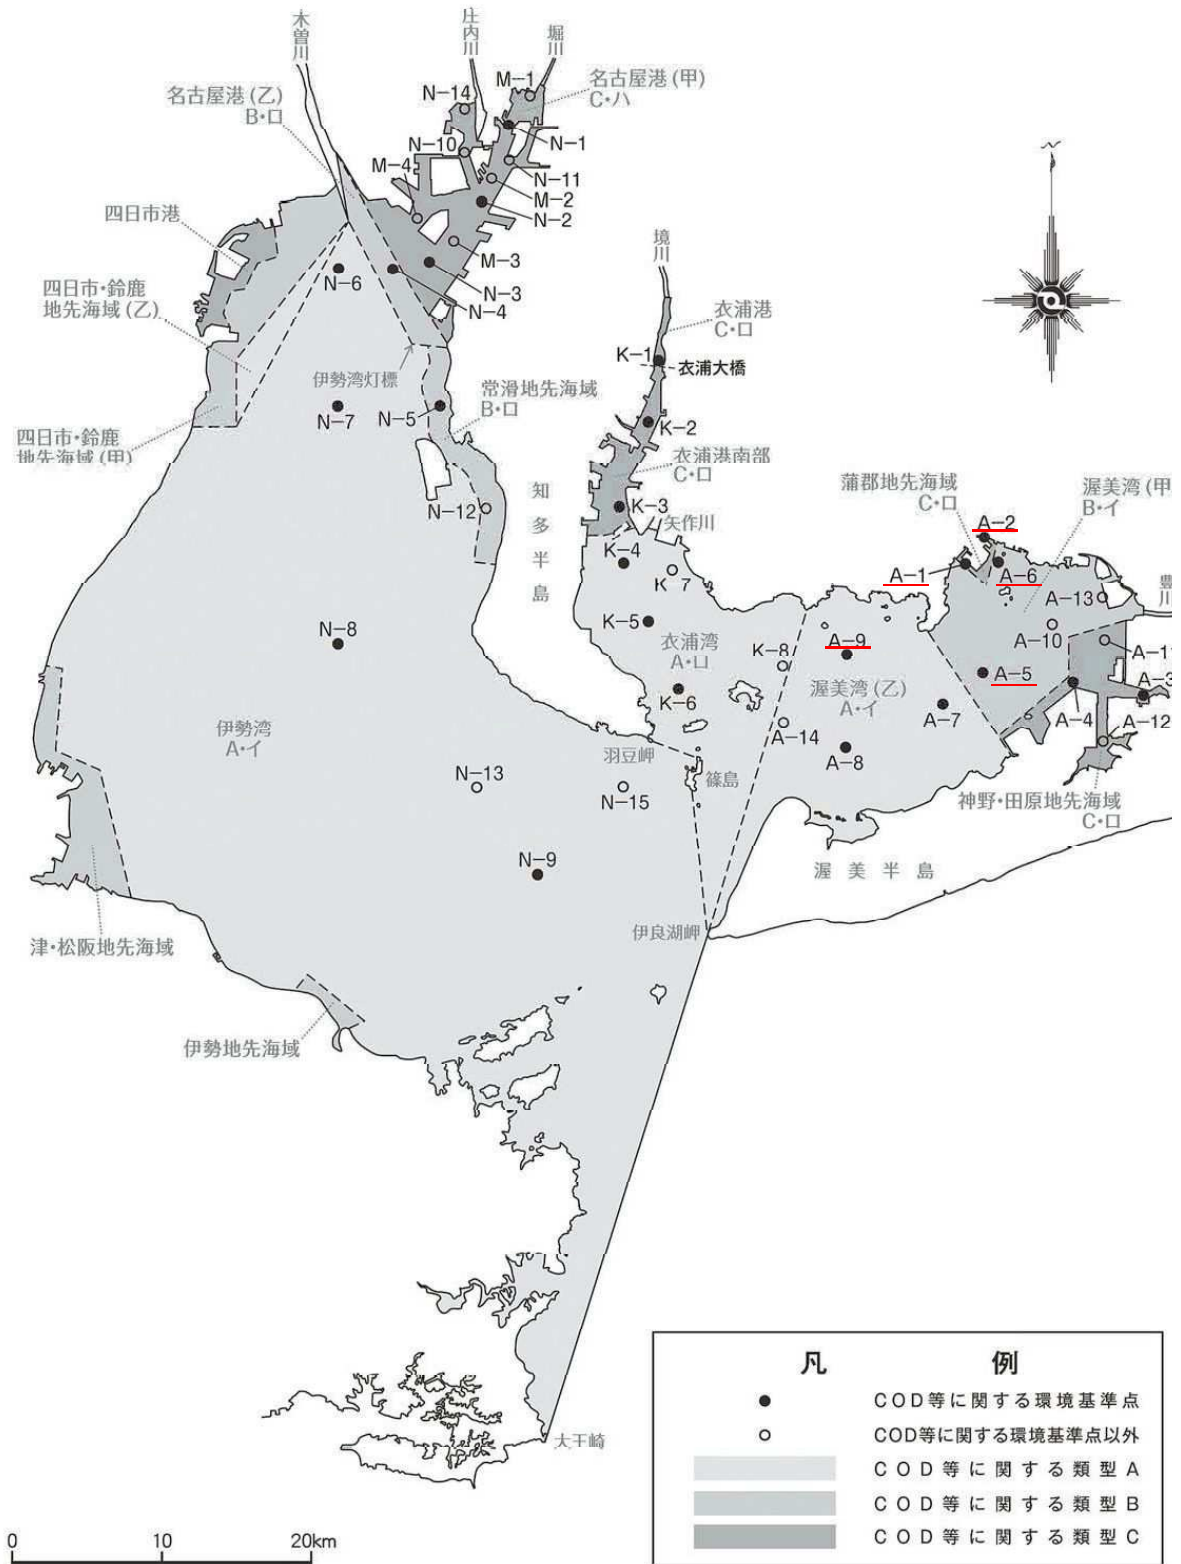 木曽川
庄内川
堀川
M-1
名古屋港(甲)
C・ハ
N-14
名古屋港(乙)
B・ロ
N-1
N-10
M-4
N-11
M-2
N-2
四日市港
M-3
境川
N-6
N-3
四日市・鈴鹿
地先海域(乙)
N-4
衣浦港
C・ロ
K-1
衣浦大橋
伊勢湾灯標
常滑地先海域
B・ロ
N-7
N-5
K-2
四日市・鈴鹿
地先海域(甲)
衣浦港南部
C・ロ
蒲郡地先海域
C・ロ
渥美湾(甲
B・イ
知多半島
N-12
K-3
矢作川
A-2
K-4
K-7
A-1
A-6
A-13
豊川
K-5
A-10
N-8
衣浦湾
A・ロ
K-8
A-9
A-11
K-6
渥美湾(乙)
A・イ
A-5
A-3
A-7
A-4
伊勢湾
A・イ
A-14
A-12
羽豆岬
A-8
N-13
篠島
N-15
神野・田原地先海域
C・ロ
N-9
渥美半島
伊良湖岬
津・松阪地先海域
伊勢地先海域
大王崎
凡例
COD等に関する環境基準点
COD等に関する環境基準点以外
COD等に関する類型A
COD等に関する類型B
COD等に関する類型C
0 10 20km